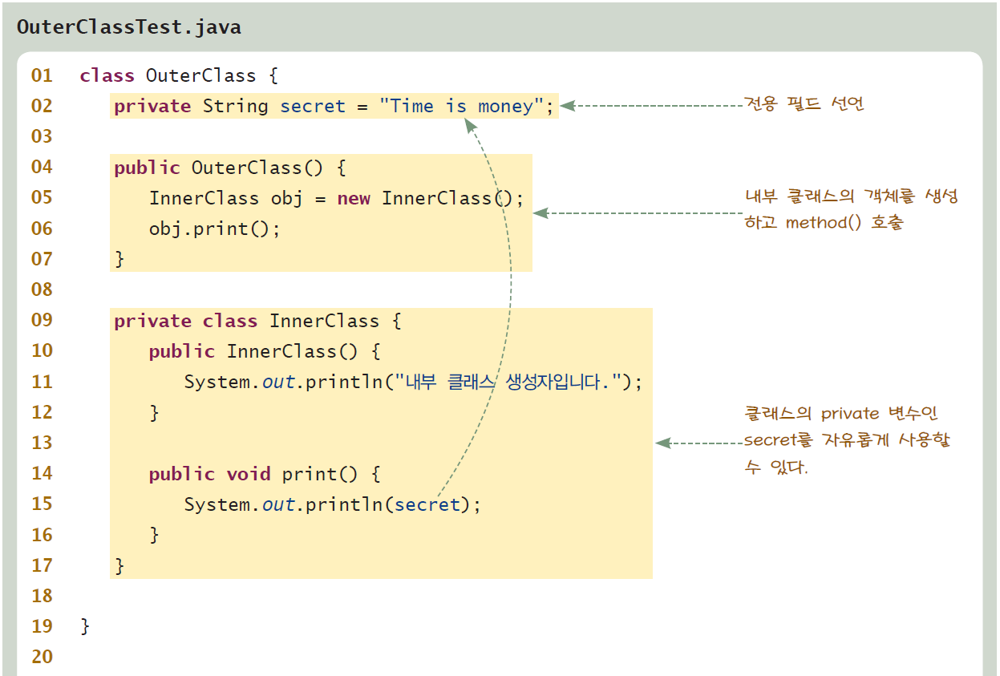 OuterClassTest.java
01 class OuterClass {
02 private String secret = "Time is money"; 전용 필드 선언
03
04 public OuterClass() {
05 InnerClass obj = new InnerClass(); 내부 클래스의 객체를 생성
06 obj.print(); 하고 method() 호출
07 }
08
09 private class InnerClass {
10 public InnerClass() {
11 System.out.println("내부 클래스 생성자입니다.");
12 }
클래스의 private 변수인
13 secret를 자유롭게 사용할
수 있다.
14 public void print() {
15 System.out.println(secret);
16 }
17 }
18
19 }
20